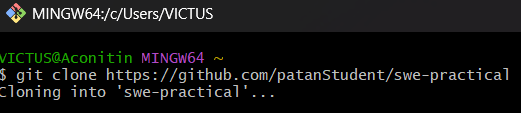 MINGW64:/c/Users/VICTUS
VICTUS@Aconitin MINGW64 ~
$ git clone https://github.com/patanStudent/swe-practical
Cloning into 'swe-practical'...